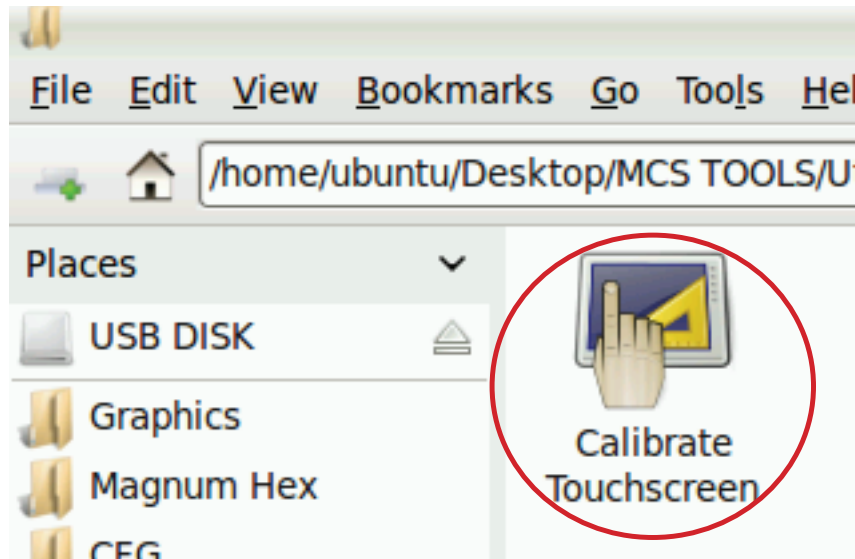 File Edit View Bookmarks Go Tools
/home/ubuntu/Desktop/MCS TOOLS/
Places
USB DISK
Graphics
Magnum Hex
CFG
Calibrate
Touchscreen